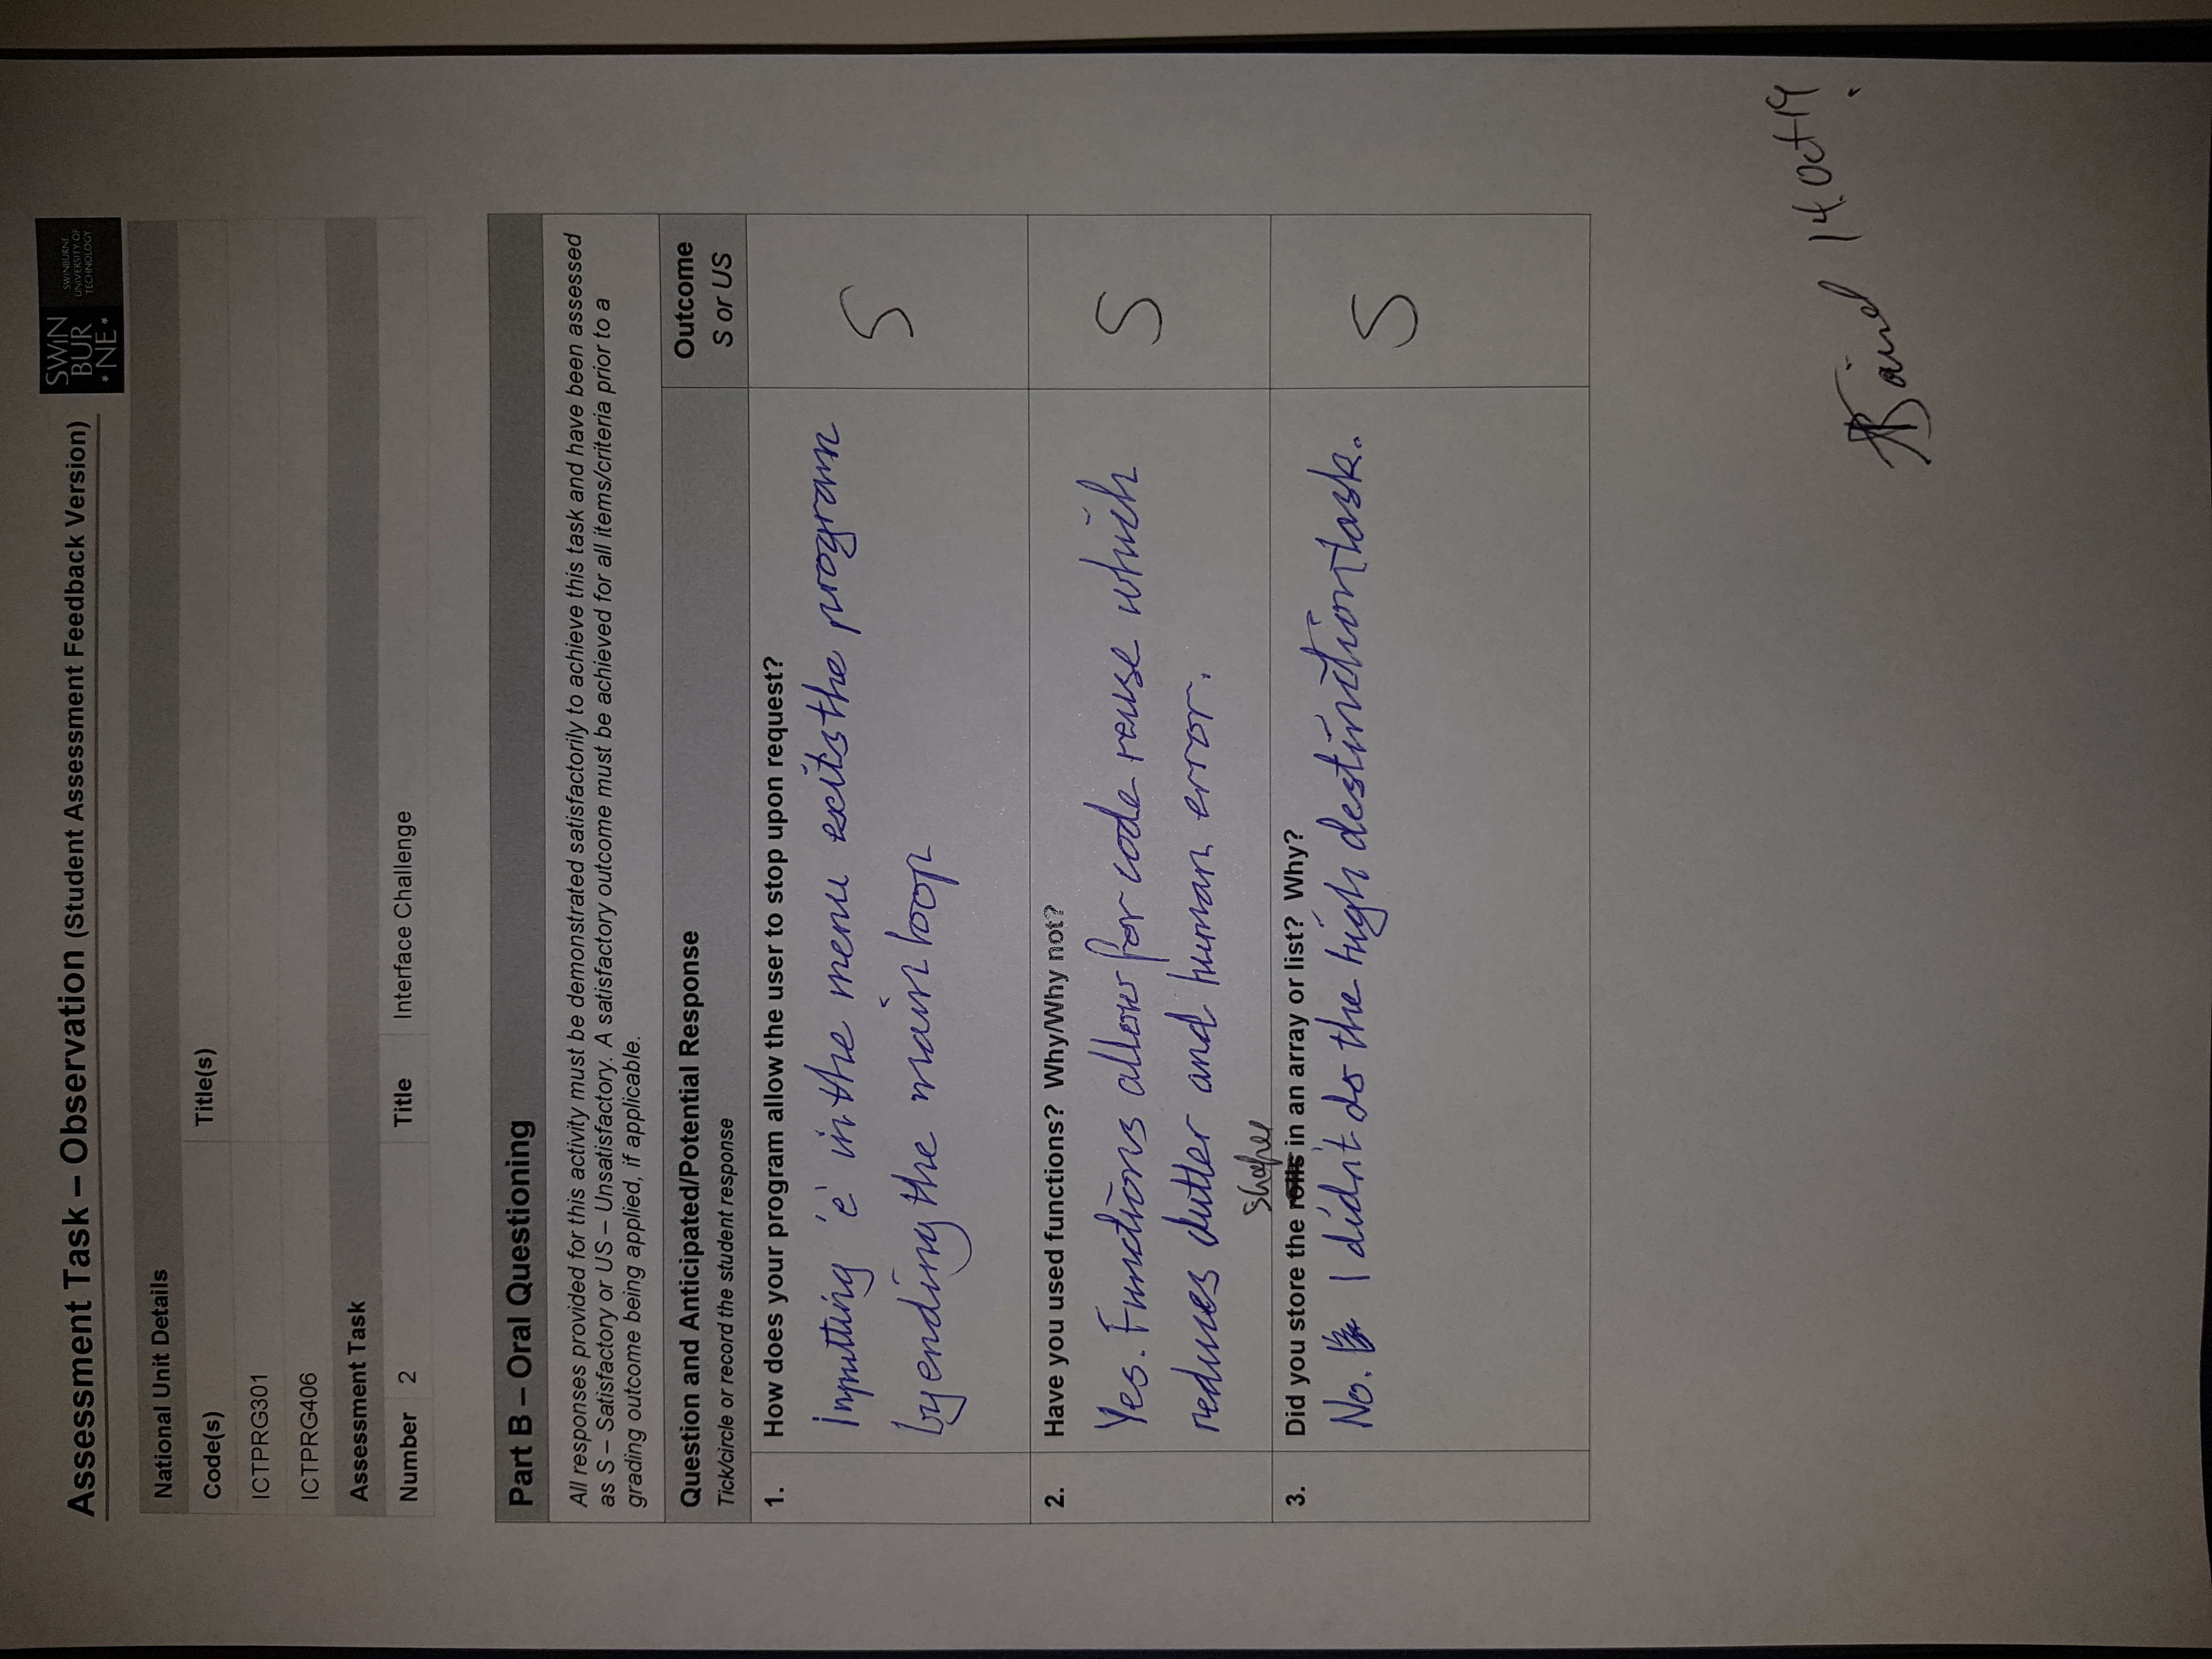 Assessment Task – Observation (Student Assessment Feedback Version)
SWiN
BUR
* NE *
SWINBURNE
UNIVERSITY OF
TECHNOLOGY
National Unit Details
Code(s) Title(s)
ICTPRG301
ICTPRG406
Assessment Task
Number 2 Title Interface Challenge
Part B – Oral Questioning
All responses provided for this activity must be demonstrated satisfactorily to achieve this task and have been assessed
as S – Satisfactory or US – Unsatisfactory. A satisfactory outcome must be achieved for all items/criteria prior to a
grading outcome being applied, if applicable.
Question and Anticipated/Potential Response Outcome
Tick/circle or record the student response S or US
1. How does your program allow the user to stop upon request?
Inputting 'e' in the menu exits the program
by ending the main loop
S
2. Have you used functions? Why/Why not?
Yes. Functions allow for code reuse which
reduces clutter and human error.
S
shapes
3. Did you store the rolls in an array or list? Why?
No. I didn't do the high destinction task.
S
Baird 14 Oct 19